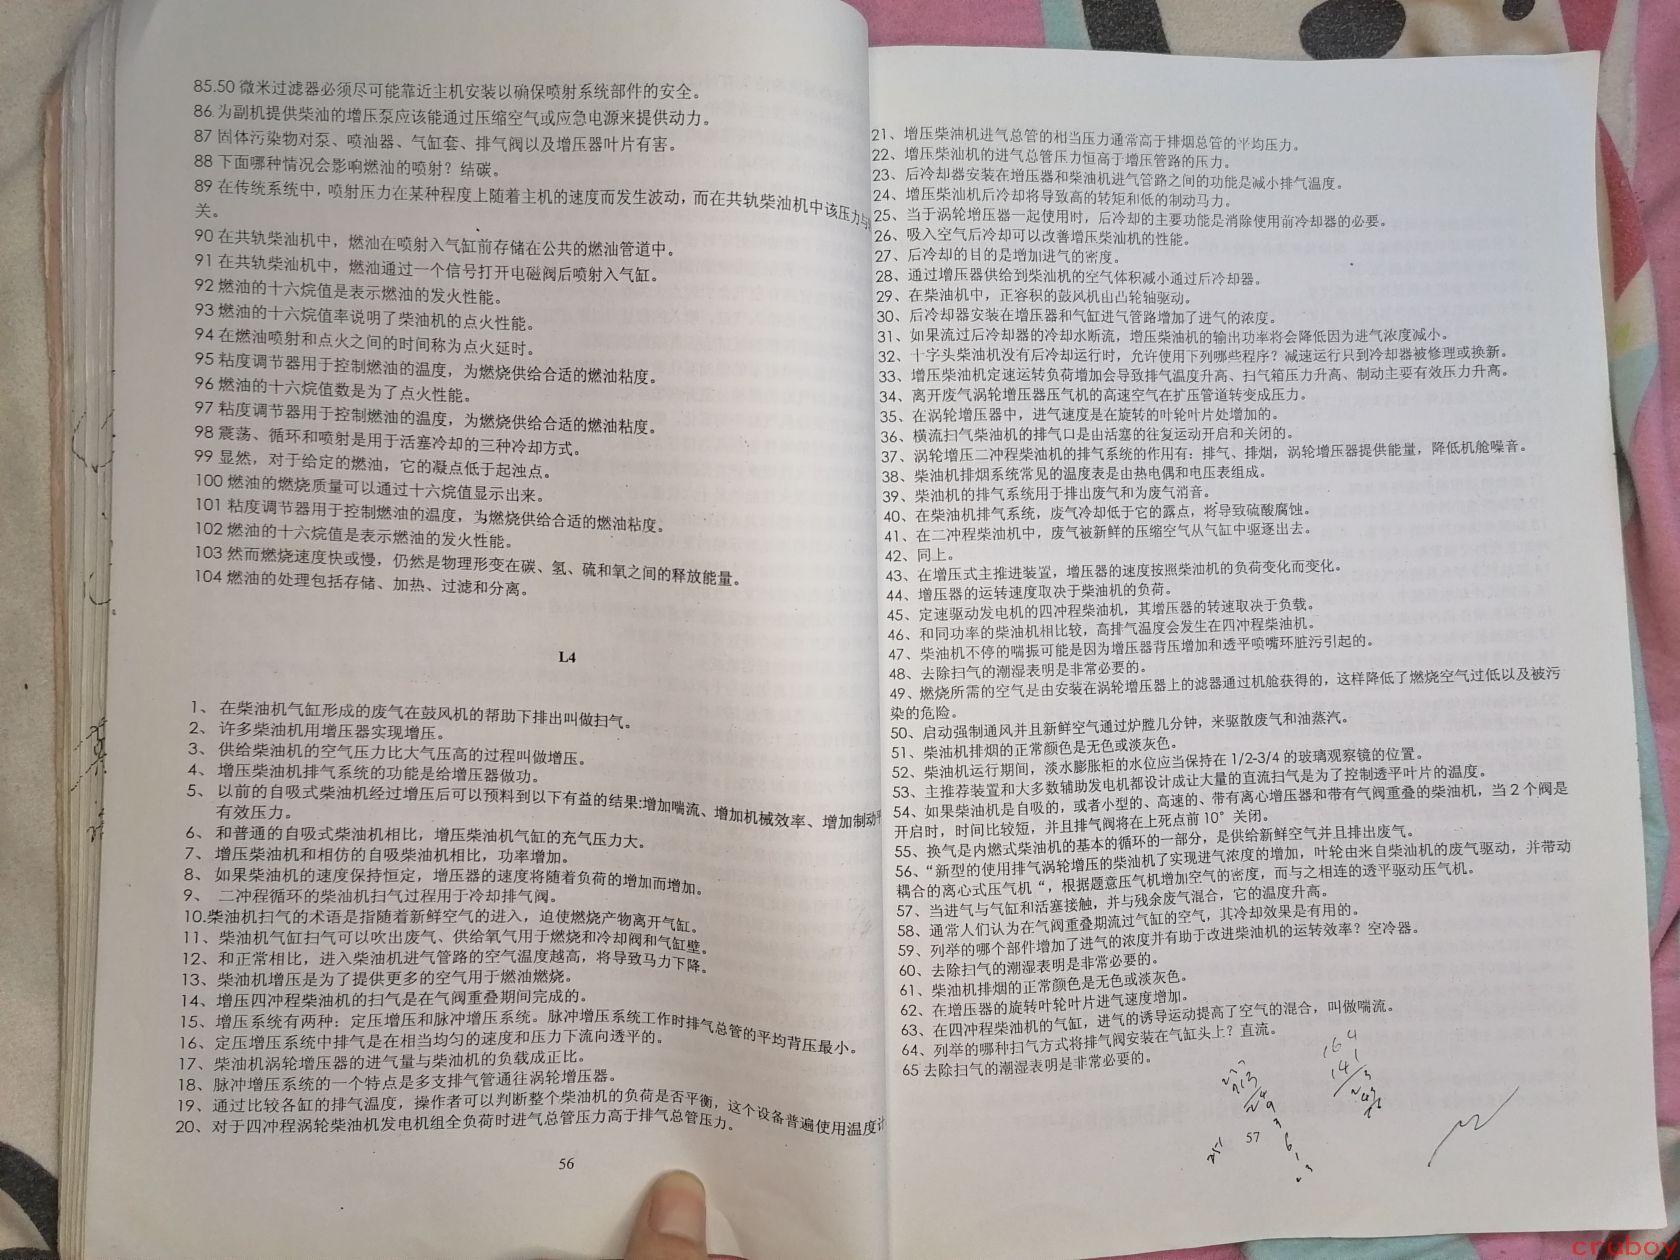 85.50 微米过滤器必须尽可能靠近主机安装以确保喷射系统部件的安全。
86.为副机提供柴油的增压泵应该能通过压缩空气或应急电源来提供动力。
87 固体污染物对泵、喷油器、气缸套、排气阀以及增压器叶片有害。
88 下面哪种情况会影响燃油的喷射？结碳。
89 在传统系统中，喷射压力在某种程度上随着主机的速度而发生波动，而在共轨柴油机中该压力与
关。
90 在共轨柴油机中，燃油在喷射入气缸前存储在公共的燃油管道中。
91 在共轨柴油机中，燃油通过一个信号打开电磁阀后喷射入气缸。
92 燃油的十六烷值是表示燃油的发火性能。
93 燃油的十六烷值率说明了柴油机的点火性能。
94 在燃油喷射和点火之间的时间称为点火延时。
95 粘度调节器用于控制燃油的温度，为燃烧供给合适的燃油粘度。
96 燃油的十六烷值数是为了点火性能。
97 粘度调节器用于控制燃油的温度，为燃烧供给合适的燃油粘度。
98 震荡、循环和喷射是用于活塞冷却的三种冷却方式。
99 显然，对于给定的燃油，它的凝点低于起浊点。
100 燃油的燃烧质量可以通过十六烷值显示出来。
101 粘度调节器用于控制燃油的温度，为燃烧供给合适的燃油粘度。
102 燃油的十六烷值是表示燃油的发火性能。
103 然而燃烧速度快或慢，仍然是物理形变在碳、氢、硫和氧之间的释放能量。
104 燃油的处理包括存储、加热、过滤和分离。
L4
1、 在柴油机气缸形成的废气在鼓风机的帮助下排出叫做扫气。
2、 许多柴油机用增压器实现增压。
3、 供给柴油机的空气压力比大气压高的过程叫做增压。
4、 增压柴油机排气系统的功能是给增压器做功。
5、 以前的自吸式柴油机经过增压后可以预料到以下有益的结果:增加喘流、增加机械效率、增加制动
有效压力。
6、 和普通的自吸式柴油机相比，增压柴油机气缸的充气压力大。
7、 增压柴油机和相仿的自吸柴油机相比，功率增加。
8、 如果柴油机的速度保持恒定，增压器的速度将随着负荷的增加而增加。
9、 二冲程循环的柴油机扫气过程用于冷却排气阀。
10.柴油机扫气的术语是指随着新鲜空气的进入，迫使燃烧产物离开气缸。
11、柴油机气缸扫气可以吹出废气、供给氧气用于燃烧和冷却阀和气缸壁。
12、和正常相比，进入柴油机进气管路的空气温度越高，将导致马力下降。
13、柴油机增压是为了提供更多的空气用于燃油燃烧。
14、增压四冲程柴油机的扫气是在气阀重叠期间完成的。
15、增压系统有两种：定压增压和脉冲增压系统。脉冲增压系统工作时排气总管的平均背压最小。
16、定压增压系统中排气是在相当均匀的速度和压力下流向透平的。
17、柴油机涡轮增压器的进气量与柴油机的负载成正比。
18、脉冲增压系统的一个特点是多支排气管通往涡轮增压器。
19、通过比较各缸的排气温度，操作者可以判断整个柴油机的负荷是否平衡，这个设备普遍使用温度计
20、对于四冲程涡轮柴油机发电机组全负荷时进气总管压力高于排气总管压力。
56
21、增压柴油机进气总管的相当压力通常高于排烟总管的平均压力。
22、增压柴油机的进气总管压力恒高于增压管路的压力。
23、后冷却器安装在增压器和柴油机进气管路之间的功能是减小排气温度。
24、增压柴油机后冷却将导致高的转矩和低的制动马力。
25、当于涡轮增压器一起使用时，后冷却的主要功能是消除使用前冷却器的必要。
26、吸入空气后冷却可以改善增压柴油机的性能。
27、后冷却的目的是增加进气的密度。
28、通过增压器供给到柴油机的空气体积减小通过后冷却器。
29、在柴油机中，正容积的鼓风机由凸轮轴驱动。
30、后冷却器安装在增压器和气缸进气管路增加了进气的浓度。
31、如果流过后冷却器的冷却水断流，增压柴油机的输出功率将会降低因为进气浓度减小。
32、十字头柴油机没有后冷却运行时，允许使用下列哪些程序？减速运行只到冷却器被修理或换新。
33、增压柴油机定速运转负荷增加会导致排气温度升高、扫气箱压力升高、制动主要有效压力升高。
34、离开废气涡轮增压器压气机的高速空气在扩压管道转变成压力。
35、在涡轮增压器中，进气速度是在旋转的叶轮叶片处增加的。
36、横流扫气柴油机的排气口是由活塞的往复运动开启和关闭的。
37、涡轮增压二冲程柴油机的排气系统的作用有：排气、排烟，涡轮增压器提供能量，降低机舱噪音。
38、柴油机排烟系统常见的温度表是由热电偶和电压表组成。
39、柴油机的排气系统用于排出废气和为废气消音。
40、在柴油机排气系统，废气冷却低于它的露点，将导致硫酸腐蚀。
41、在二冲程柴油机中，废气被新鲜的压缩空气从气缸中驱逐出去。
42、同上。
43、在增压式主推进装置，增压器的速度按照柴油机的负荷变化而变化。
44、增压器的运转速度取决于柴油机的负荷。
45、定速驱动发电机的四冲程柴油机，其增压器的转速取决于负载。
46、和同功率的柴油机相比较，高排气温度会发生在四冲程柴油机。
47、柴油机不停的喘振可能是因为增压器背压增加和透平喷嘴环脏污引起的。
48、去除扫气的潮湿表明是非常必要的。
49、燃烧所需的空气是由安装在涡轮增压器上的滤器通过机舱获得的，这样降低了燃烧空气过低以及被污
染的危险。
50、启动强制通风并且新鲜空气通过炉膛几分钟，来驱散废气和油蒸汽。
51、柴油机排烟的正常颜色是无色或淡灰色。
52、柴油机运行期间，淡水膨胀柜的水位应当保持在 1/2-3/4 的玻璃观察镜的位置。
53、主推荐装置和大多数辅助发电机都设计成让大量的直流扫气是为了控制透平叶片的温度。
54、如果柴油机是自吸的，或者小型的、高速的、带有离心增压器和带有气阀重叠的柴油机，当 2 个阀是
开启时，时间比较短，并且排气阀将在上死点前 10°关闭。
55、换气是内燃式柴油机的基本的循环的一部分，是供给新鲜空气并且排出废气。
56、“新型的使用排气涡轮增压的柴油机了实现进气浓度的增加，叶轮由来自柴油机的废气驱动，并带动
耦合的离心式压气机“，根据题意压气机增加空气的密度，而与之相连的透平驱动压气机。
57、当进气与气缸和活塞接触，并与残余废气混合，它的温度升高。
58、通常人们认为在气阀重叠期流过气缸的空气，其冷却效果是有用的。
59、列举的哪个部件增加了进气的浓度并有助于改进柴油机的运转效率？空冷器。
60、去除扫气的潮湿表明是非常必要的。
61、柴油机排烟的正常颜色是无色或淡灰色。
62、在增压器的旋转叶轮叶片进气速度增加。
63、在四冲程柴油机的气缸，进气的诱导运动提高了空气的混合，叫做喘流。
64、列举的哪种扫气方式将排气阀安装在气缸头上？直流。
65 去除扫气的潮湿表明是非常必要的。
164
141
57
cruboy